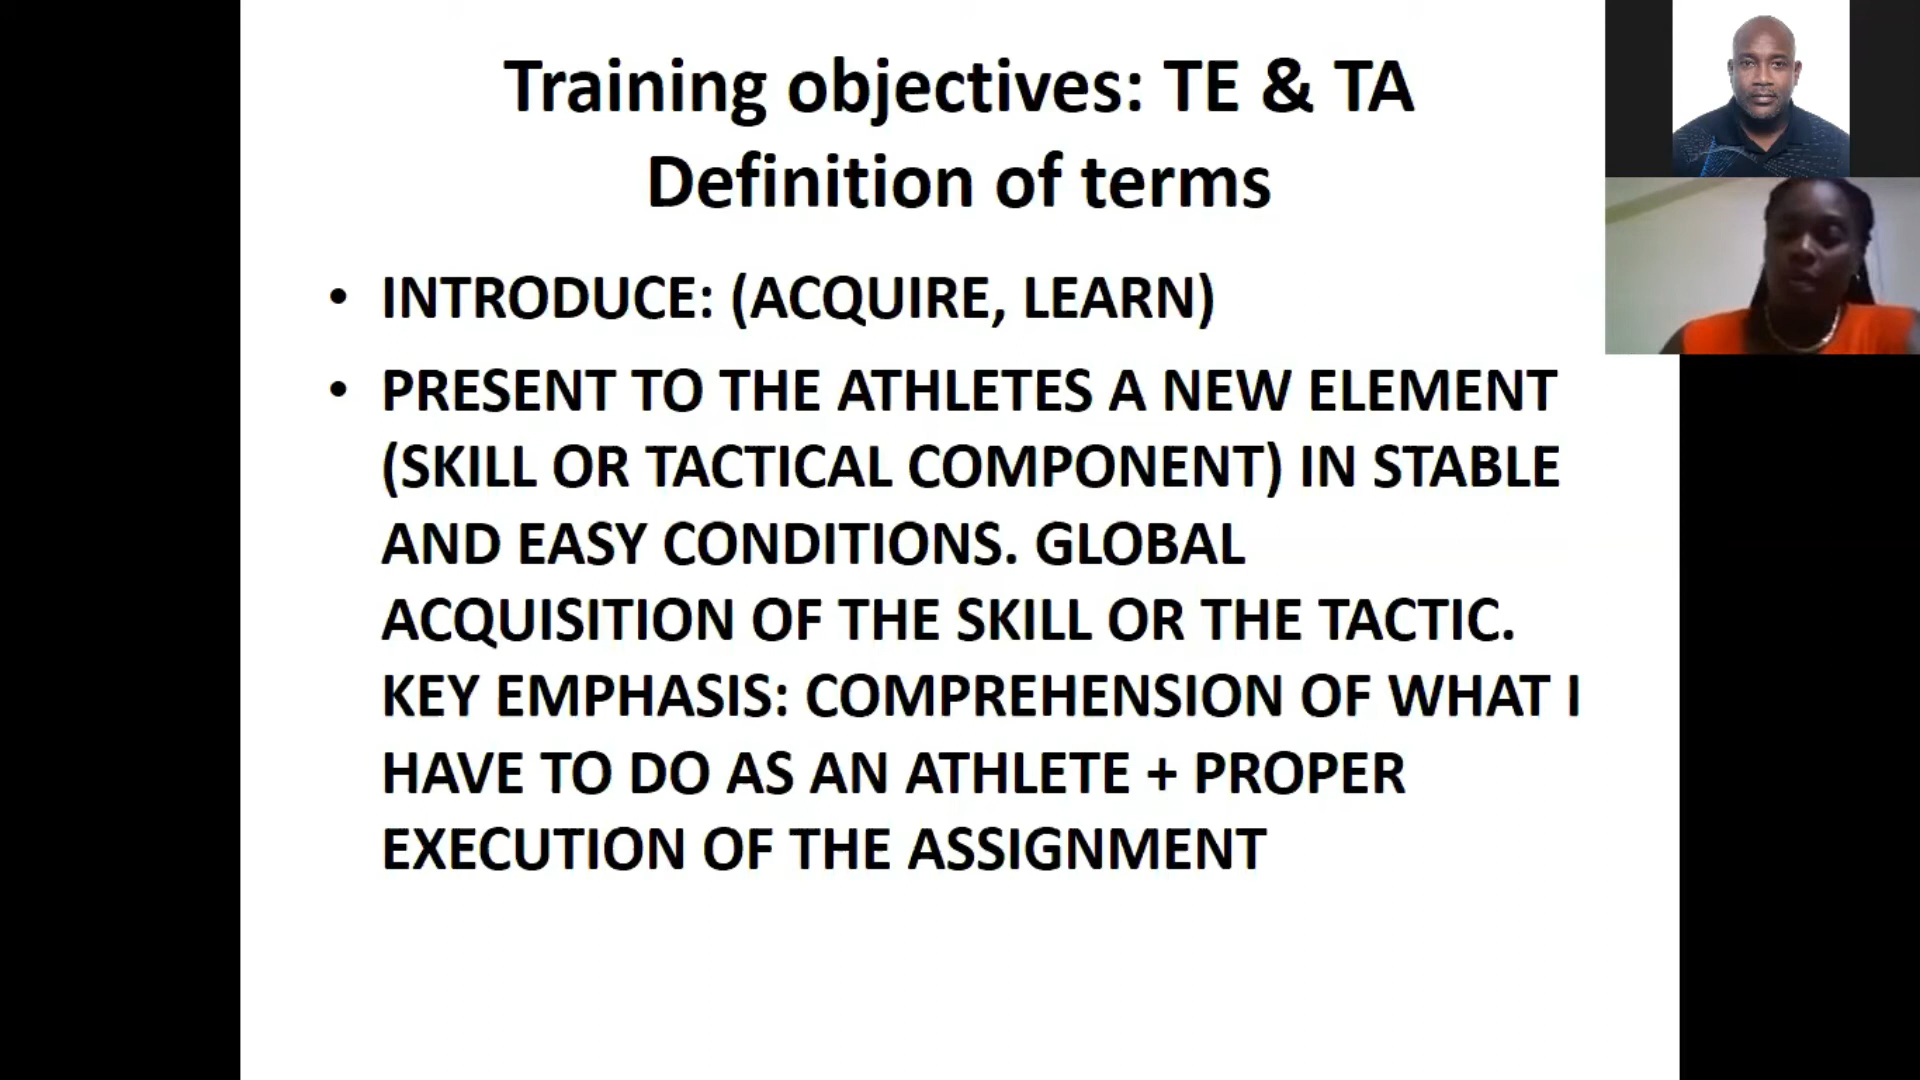 Training objectives: TE & TA
Definition of terms
• INTRODUCE: (ACQUIRE, LEARN)
• PRESENT TO THE ATHLETES A NEW ELEMENT
(SKILL OR TACTICAL COMPONENT) IN STABLE
AND EASY CONDITIONS. GLOBAL
ACQUISITION OF THE SKILL OR THE TACTIC.
KEY EMPHASIS: COMPREHENSION OF WHAT I
HAVE TO DO AS AN ATHLETE + PROPER
EXECUTION OF THE ASSIGNMENT